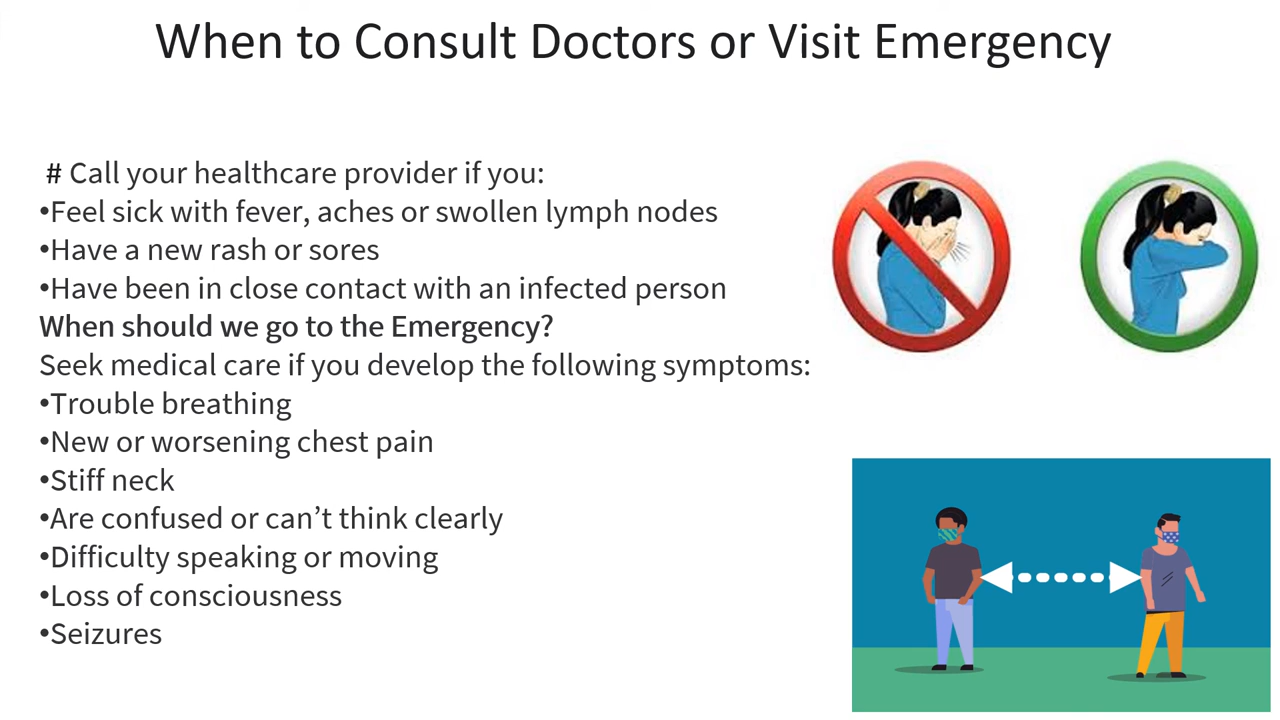 When to Consult Doctors or Visit Emergency
# Call your healthcare provider if you:
•Feel sick with fever, aches or swollen lymph nodes
•Have a new rash or sores
•Have been in close contact with an infected person
When should we go to the Emergency?
Seek medical care if you develop the following symptoms:
•Trouble breathing
•New or worsening chest pain
•Stiff neck
•Are confused or can’t think clearly
•Difficulty speaking or moving
•Loss of consciousness
•Seizures